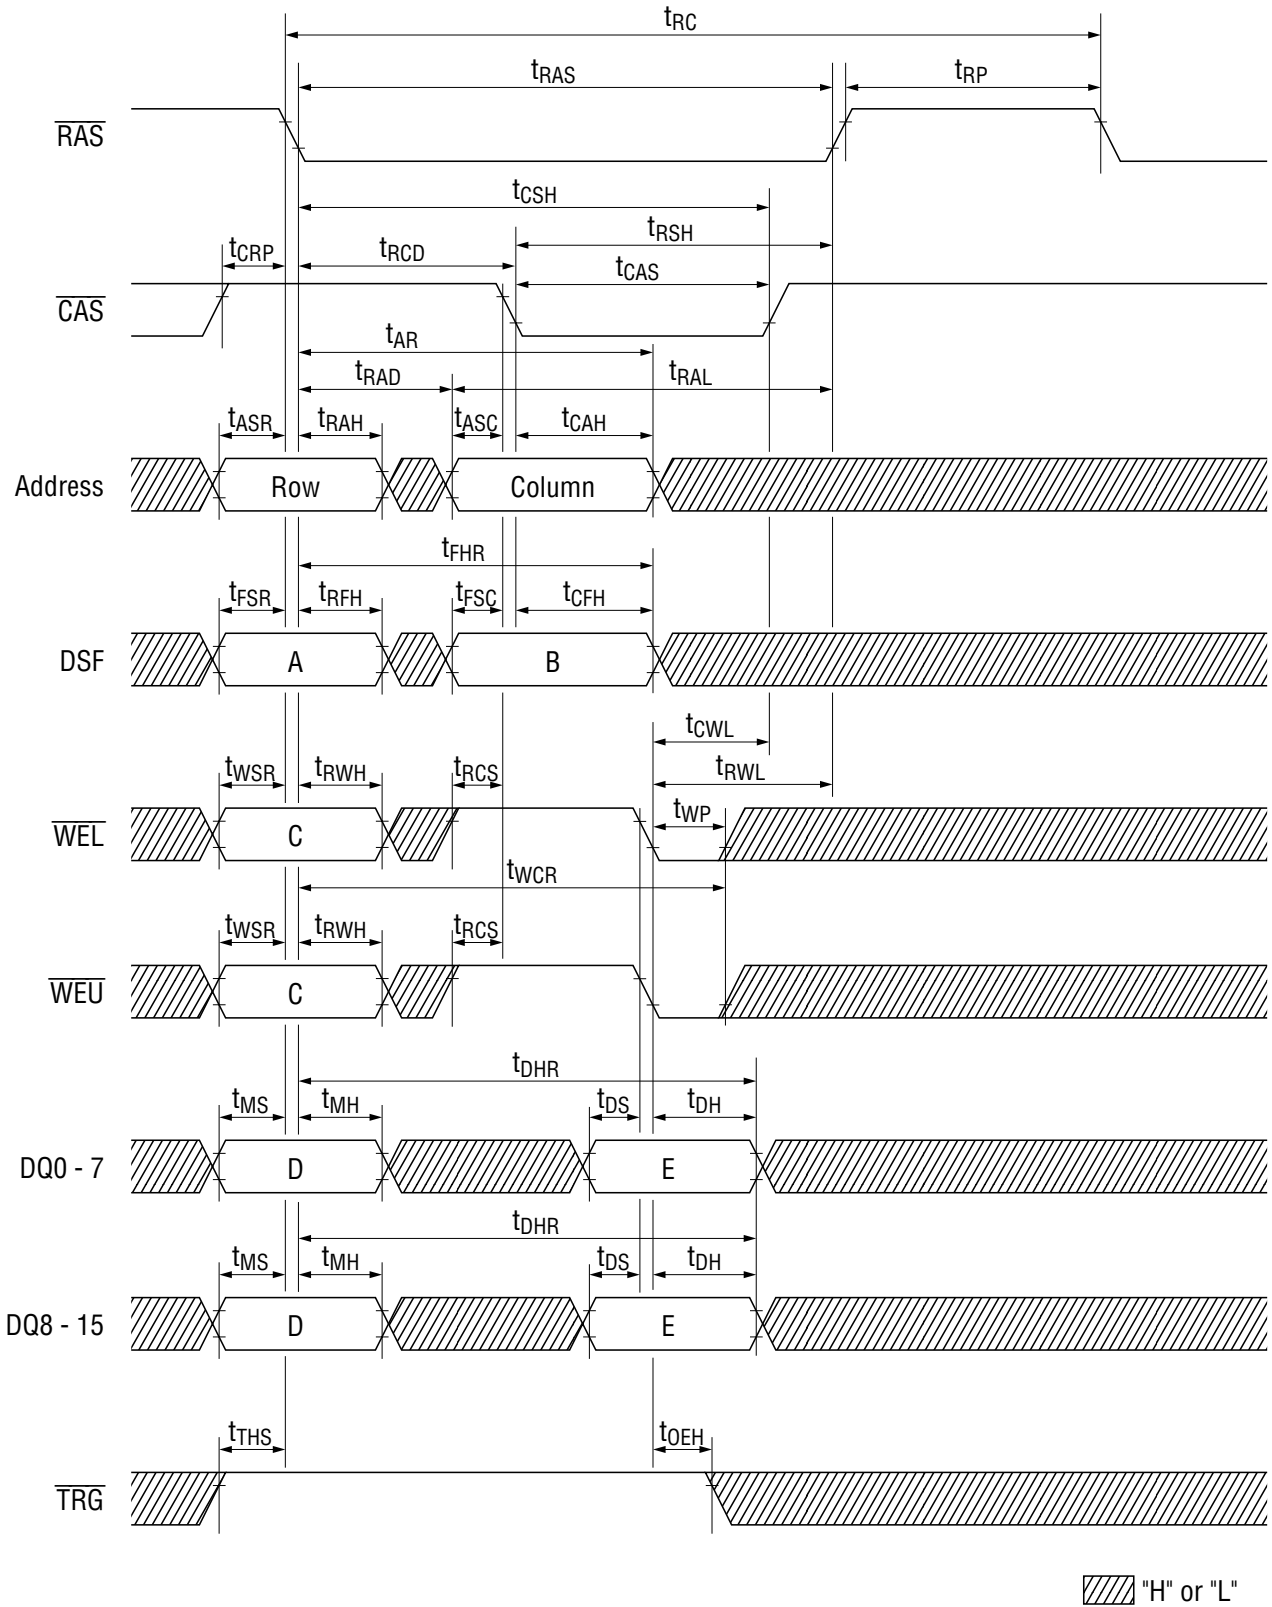 tRC
tRAS tRP
RAS
tCSH
tRSH
tCRP tRCD
tCAS
CAS
tAR
tRAD tRAL
tASR tRAH tASC tCAH
Address Row Column
tFHR
tFSR tRFH tFSC tCFH
DSF A B
tCWL
tWSR tRWH tRCS tRWL
tWP
WEL C
tWCR
tWSR tRWH tRCS
WEU C
tDHR
tMS tMH tDS tDH
DQ0 - 7 D E
tDHR
tMS tMH tDS tDH
DQ8 - 15 D E
tTHS tOEH
TRG
"H" or "L"